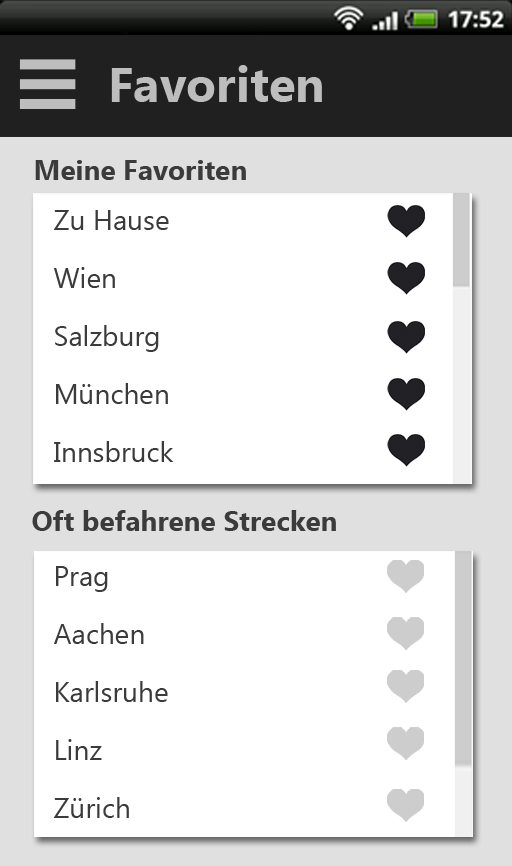 17:52
Favoriten
Meine Favoriten
Zu Hause
Wien
Salzburg
München
Innsbruck
Oft befahrene Strecken
Prag
Aachen
Karlsruhe
Linz
Zürich